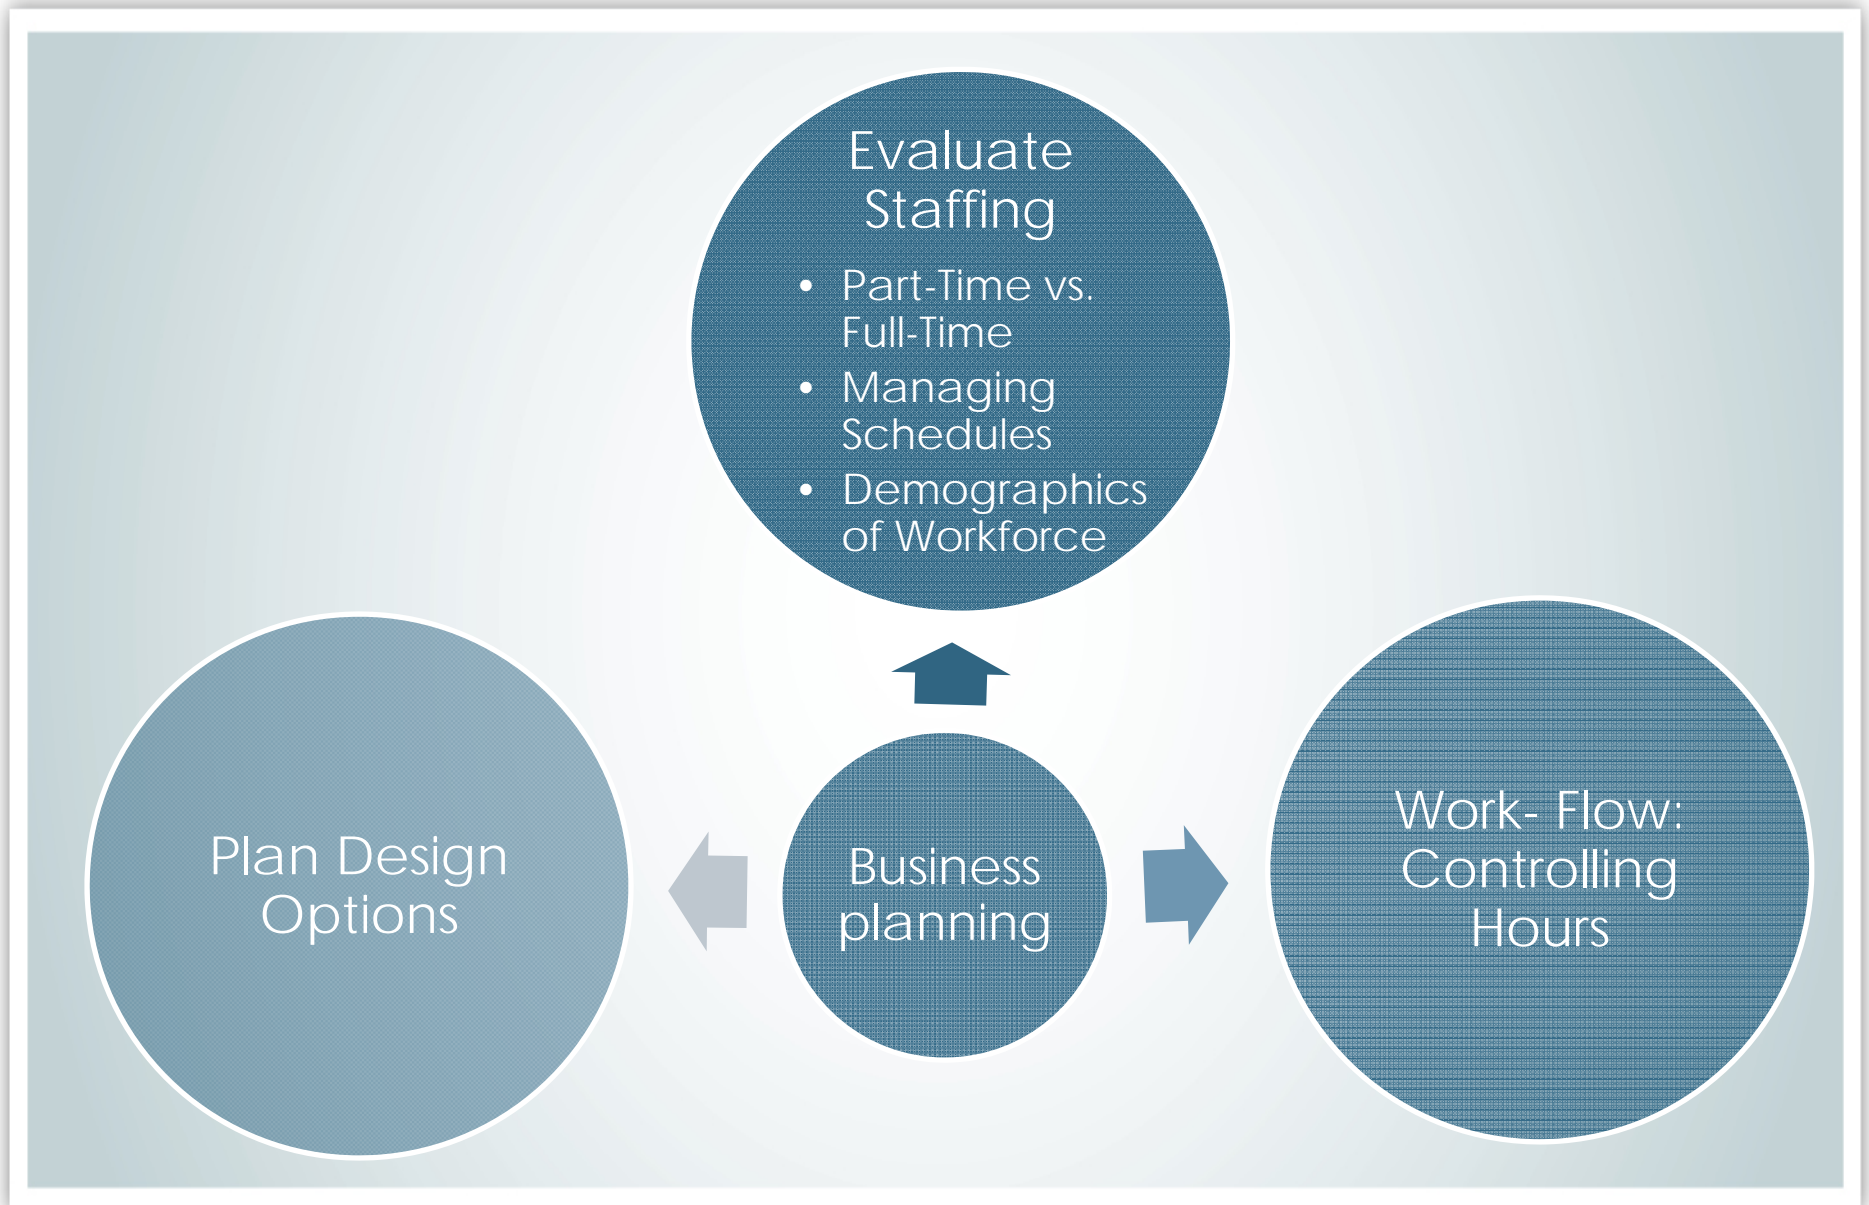 Evaluate
Staffing
• Part-Time vs.
Full-Time
• Managing
Schedules
• Demographics
of Workforce
Plan Design
Options
Business
planning
Work- Flow:
Controlling
Hours